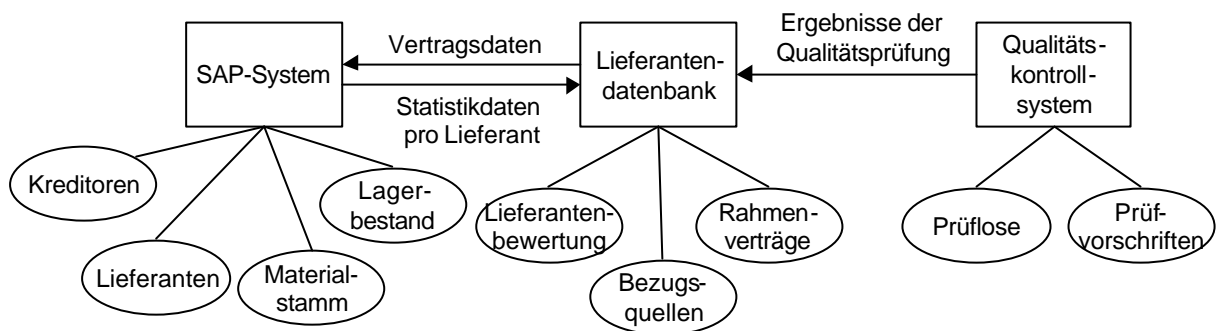 SAP-System
Vertragsdaten
Statistikdaten
pro Lieferant
Lieferanten-
datenbank
Ergebnisse der
Qualitätsprüfung
Qualitäts-
kontroll-
system
Kreditoren
Lieferanten
Material-
stamm
Lager-
bestand
Lieferanten-
bewertung
Bezugs-
quellen
Rahmen-
verträge
Prüflose
Prüf-
vorschriften